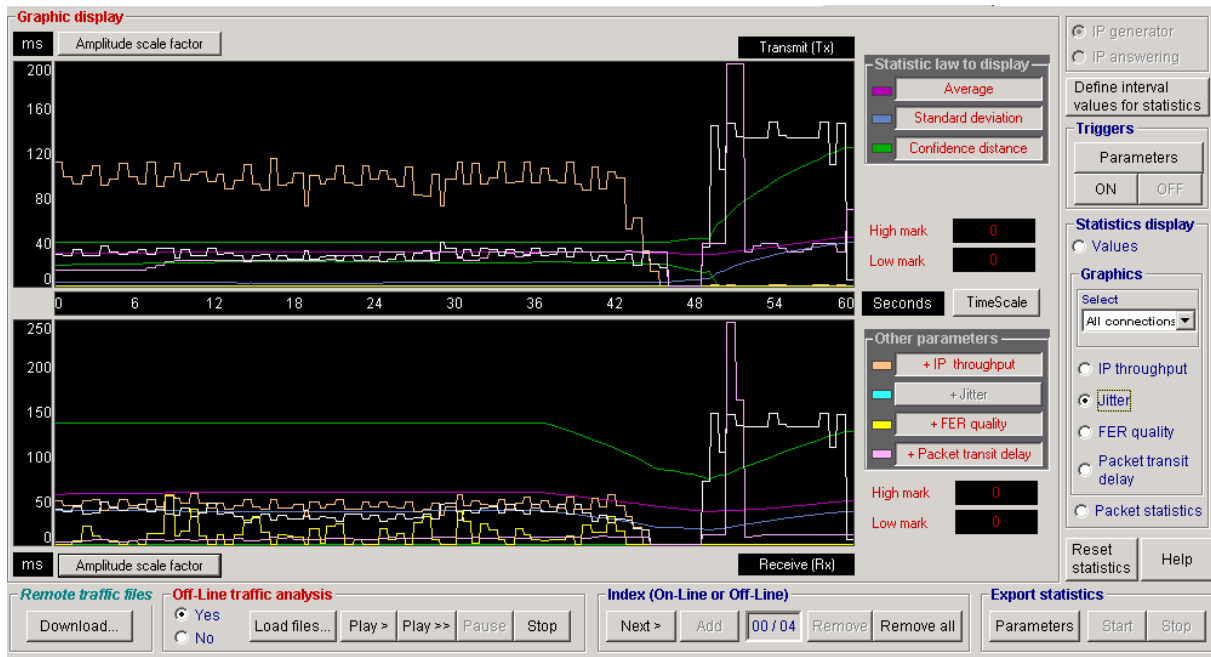 Graphic display
ms
Amplitude scale factor
Transmit (Tx)
200
160
120
80
40
0
Statistic law to display
Average
Standard deviation
Confidence distance
High mark
0
Low mark
0
0 6 12 18 24 30 36 42 48 54 60
Seconds
TimeScale
250
200
150
100
50
0
Other parameters
+ IP throughput
+ Jitter
+ FER quality
+ Packet transit delay
High mark
0
Low mark
0
ms
Amplitude scale factor
Receive (Rx)
IP generator
IP answering
Define interval
values for statistics
Triggers
Parameters
ON
OFF
Statistics display
Values
Graphics
Select
All connections
IP throughput
Jitter
FER quality
Packet transit
delay
Packet statistics
Reset
statistics
Help
Remote traffic files
Download...
Off-Line traffic analysis
Yes
No
Load files...
Play >
Play >>
Pause
Stop
Index (On-Line or Off-Line)
Next >
Add
00 / 04
Remove
Remove all
Export statistics
Parameters
Start
Stop